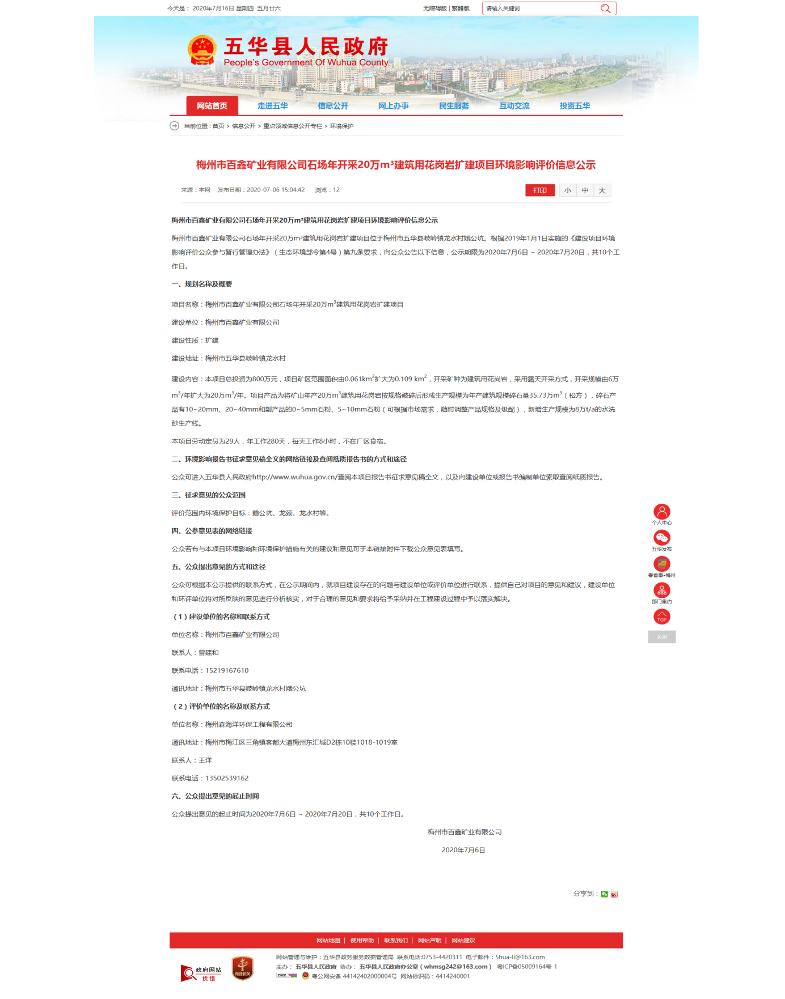 今天是： 2020年7月16日 星期四 五月廿六
无障碍版 | 繁體版
请输入关键词
五华县人民政府
People's Government Of Wuhua County
网站首页 走进五华 信息公开 网上办事 民生服务 互动交流 投资五华
当前位置 : 首页 > 信息公开 > 重点领域信息公开专栏 > 环境保护
梅州市百鑫矿业有限公司石场年开采20万m³建筑用花岗岩扩建项目环境影响评价信息公示
来源：本网 发布日期：2020-07-06 15:04:42 浏览：12
打印 小 中 大
梅州市百鑫矿业有限公司石场年开采20万m³建筑用花岗岩扩建项目环境影响评价信息公示
梅州市百鑫矿业有限公司石场年开采20万m³建筑用花岗岩扩建项目位于梅州市五华县岐岭镇龙水村娥公坑。根据2019年1月1日实施的《建设项目环境
影响评价公众参与暂行管理办法》（ 生态环境部令第4号 ）第九条要求，向公众公告以下信息，公示期限为2020年7月6日 ~ 2020年7月20日，共10个工
作日。
一、规划名称及概要
项目名称：梅州市百鑫矿业有限公司石场年开采20万m³建筑用花岗岩扩建项目
建设单位：梅州市百鑫矿业有限公司
建设性质：扩建
建设地址：梅州市五华县岐岭镇龙水村
建设内容：本项目总投资为800万元，项目矿区范围面积由0.061km²扩大为0.109 km²，开采矿种为建筑用花岗岩，采用露天开采方式，开采规模由6万
m³/年扩大为20万m³/年。项目产品为将矿山年产20万m³建筑用花岗岩按规格破碎后形成生产规模为年产建筑规模碎石量35.73万m³（松方），碎石产
品有10~20mm、20~40mm和副产品的0~5mm石粉、5~10mm石粉（可根据市场需求，随时调整产品规格及级配），新增生产规模为8万t/a的水洗
砂生产线。
本项目劳动定员为29人，年工作280天，每天工作8小时，不在厂区食宿。
二、环境影响报告书征求意见稿全文的网络链接及查阅纸质报告书的方式和途径
公众可进入五华县人民政府http://www.wuhua.gov.cn/查阅本项目报告书征求意见稿全文，以及向建设单位或报告书编制单位索取查阅纸质报告。
三、征求意见的公众范围
评价范围内环境保护目标：鹅公坑、龙颈、龙水村等。
四、公参意见表的网络链接
公众若有与本项目环境影响和环境保护措施有关的建议和意见可于本链接附件下载公众意见表填写。
五、公众提出意见的方式和途径
公众可根据本公示提供的联系方式，在公示期间内，就项目建设存在的问题与建设单位或评价单位进行联系，提供自己对项目的意见和建议，建设单位
和环评单位将对所反映的意见进行分析核实，对于合理的意见和要求将给予采纳并在工程建设过程中予以落实解决。
（1）建设单位的名称和联系方式
单位名称：梅州市百鑫矿业有限公司
联系人：曾建和
联系电话：15219167610
通讯地址：梅州市五华县岐岭镇龙水村娥公坑
（2）评价单位的名称及联系方式
单位名称：梅州森海洋环保工程有限公司
通讯地址：梅州市梅江区三角镇客都大道梅州东汇城D2栋10楼1018-1019室
联系人：王洋
联系电话：13502539162
六、公众提出意见的起止时间
公众提出意见的起止时间为2020年7月6日 ~ 2020年7月20日，共10个工作日。
梅州市百鑫矿业有限公司
2020年7月6日
个人中心
五华发布
粤省事•梅州
部门集约
TOP
关闭
分享到：
网站地图 | 使用帮助 | 联系我们 | 网站声明 | 网站建议
政府网站
找错
党政机关
网站管理与维护：五华县政务服务数据管理局 联系电话:0753-4420311 电子邮件：5hua-li@163.com
主办： 五华县人民政府 协办： 五华县人民政府办公室（whmsg242@163.com） 粤ICP备05009164号-1
CNZZ 粤公网安备 44142402000004号 网站标识码：4414240001